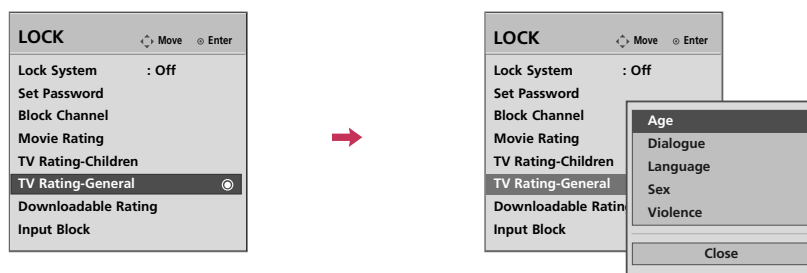 LOCK Move Enter
Lock System : Off
Set Password
Block Channel
Movie Rating
TV Rating-Children
TV Rating-General
Downloadable Rating
Input Block
LOCK Move Enter
Lock System : Off
Set Password
Block Channel
Movie Rating
TV Rating-Children
TV Rating-General
Downloadable Ratin
Input Block
Age
Dialogue
Language
Sex
Violence
Close